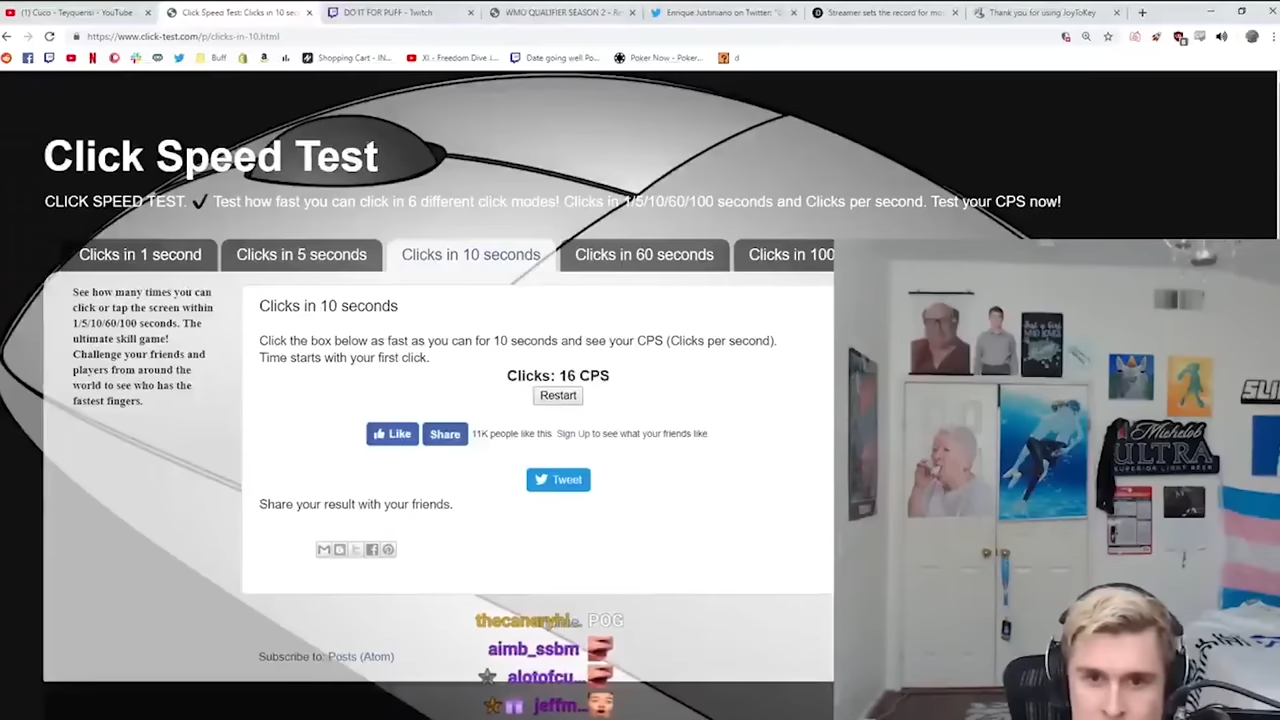 (1) Cuco - Teyquensi - YouTube
Click Speed Test: Clicks in 10 sec
DO IT FOR PUFF - Twitch
WMO QUALIFIER SEASON 2 - Re
Enrique Justiniano on Twitter: "
Streamer sets the record for mo
Thank you for using JoyToKey
https://www.click-test.com/p/clicks-in-10.html
Buff
Shopping Cart - IN...
XI.- Freedom Dive ↓...
Date going well Po...
Poker Now - Poker...
d
Click Speed Test
CLICK SPEED TEST. ✔ Test how fast you can click in 6 different click modes! Clicks in 1/5/10/60/100 seconds and Clicks per second. Test your CPS now!
Clicks in 1 second
Clicks in 5 seconds
Clicks in 10 seconds
Clicks in 60 seconds
Clicks in 100
See how many times you can
click or tap the screen within
1/5/10/60/100 seconds. The
ultimate skill game!
Challenge your friends and
players from around the
world to see who has the
fastest fingers.
Clicks in 10 seconds
Click the box below as fast as you can for 10 seconds and see your CPS (Clicks per second).
Time starts with your first click.
Clicks: 16 CPS
Restart
Like
Share
11K people like this. Sign Up to see what your friends like.
Tweet
Share your result with your friends.
Subscribe to: Posts (Atom)
thecaneryhi... POG
aimb_ssbm
alotofcu...
jeffm...
Just a Girl
WHO LOVES
Michelob
ULTRA
SUPERIOR LIGHT BEER